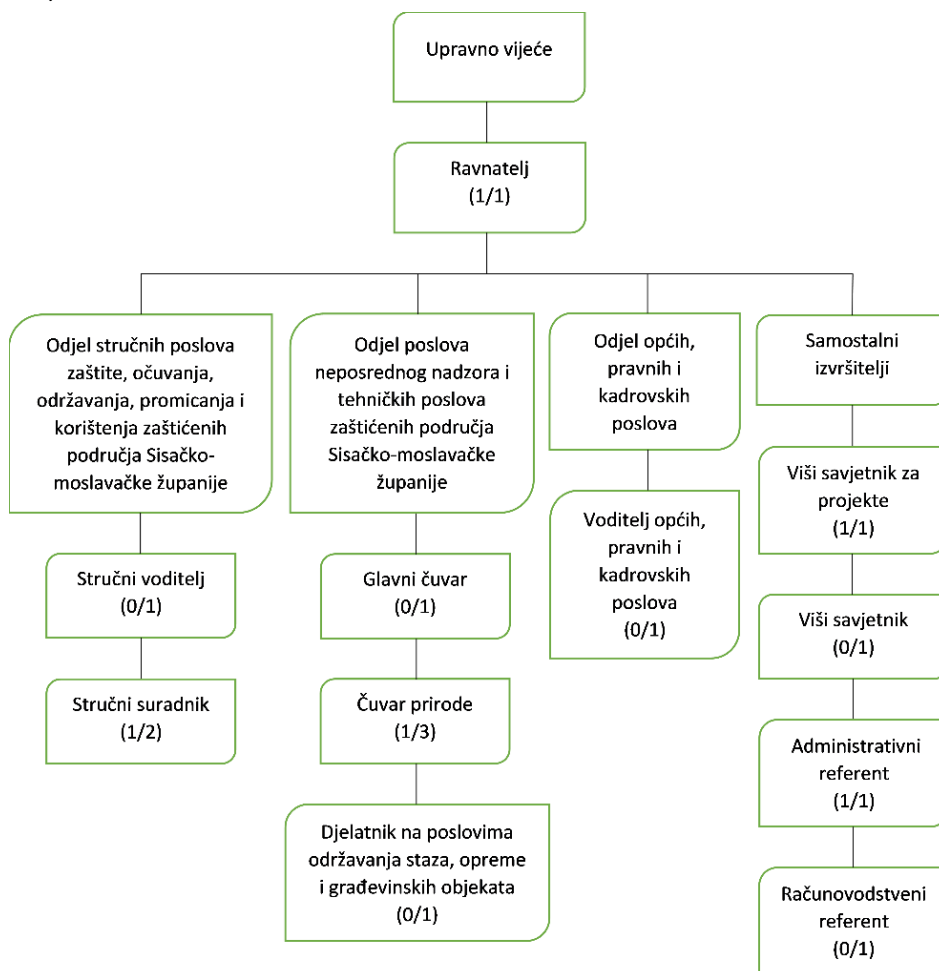 Upravno vijeće
Ravnatelj
(1/1)
Odjel stručnih poslova
zaštite, očuvanja,
održavanja, promicanja i
korištenja zaštićenih
područja Sisačko-
moslavačke županije
Stručni voditelj
(0/1)
Stručni suradnik
(1/2)
Odjel poslova
neposrednog nadzora i
tehničkih poslova
zaštićenih područja
Sisačko-moslavačke
županije
Glavni čuvar
(0/1)
Čuvar prirode
(1/3)
Djelatnik na poslovima
održavanja staza, opreme
i građevinskih objekata
(0/1)
Odjel općih,
pravnih i
kadrovskih
poslova
Voditelj općih,
pravnih i
kadrovskih
poslova
(0/1)
Samostalni
izvršitelji
Viši savjetnik za
projekte
(1/1)
Viši savjetnik
(0/1)
Administrativni
referent
(1/1)
Računovodstveni
referent
(0/1)